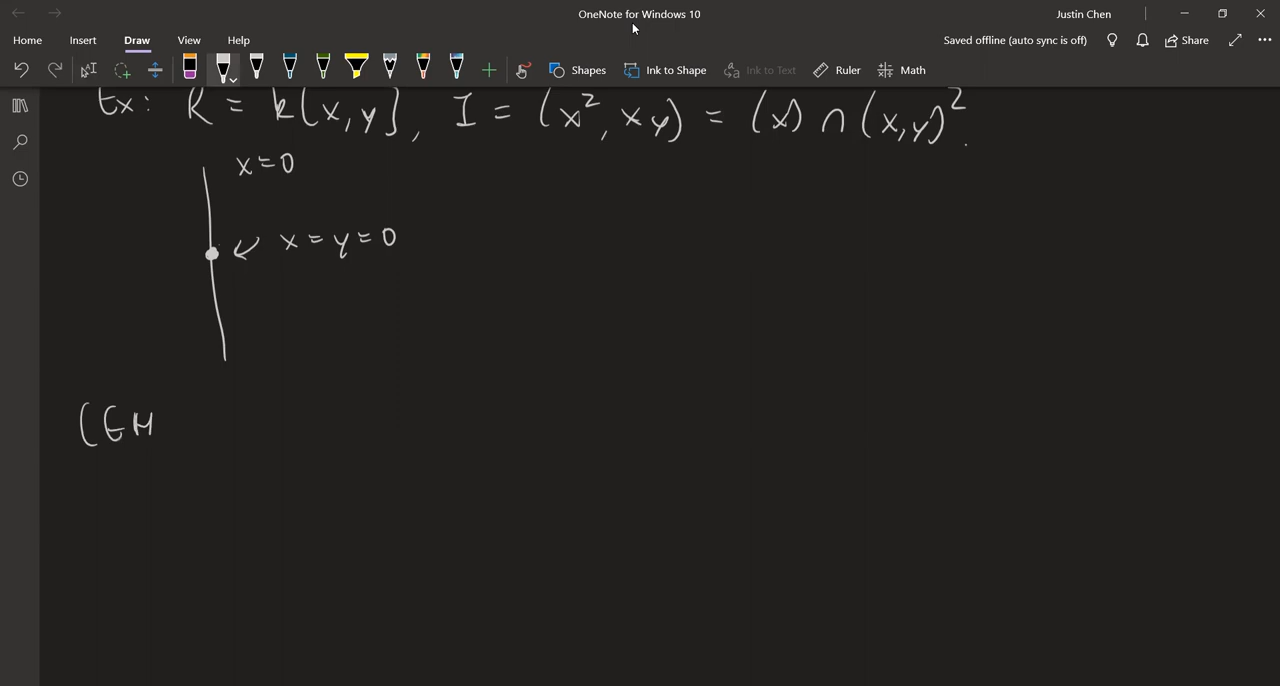 OneNote for Windows 10
Justin Chen
Home Insert Draw View Help
Saved offline (auto sync is off)
Share
Shapes
Ink to Shape
Ink to Text
Ruler
Math
Ex: R = k[x,y], I = (x², xy) = (x) ∩ (x,y)².
x=0
x = y = 0
(EH